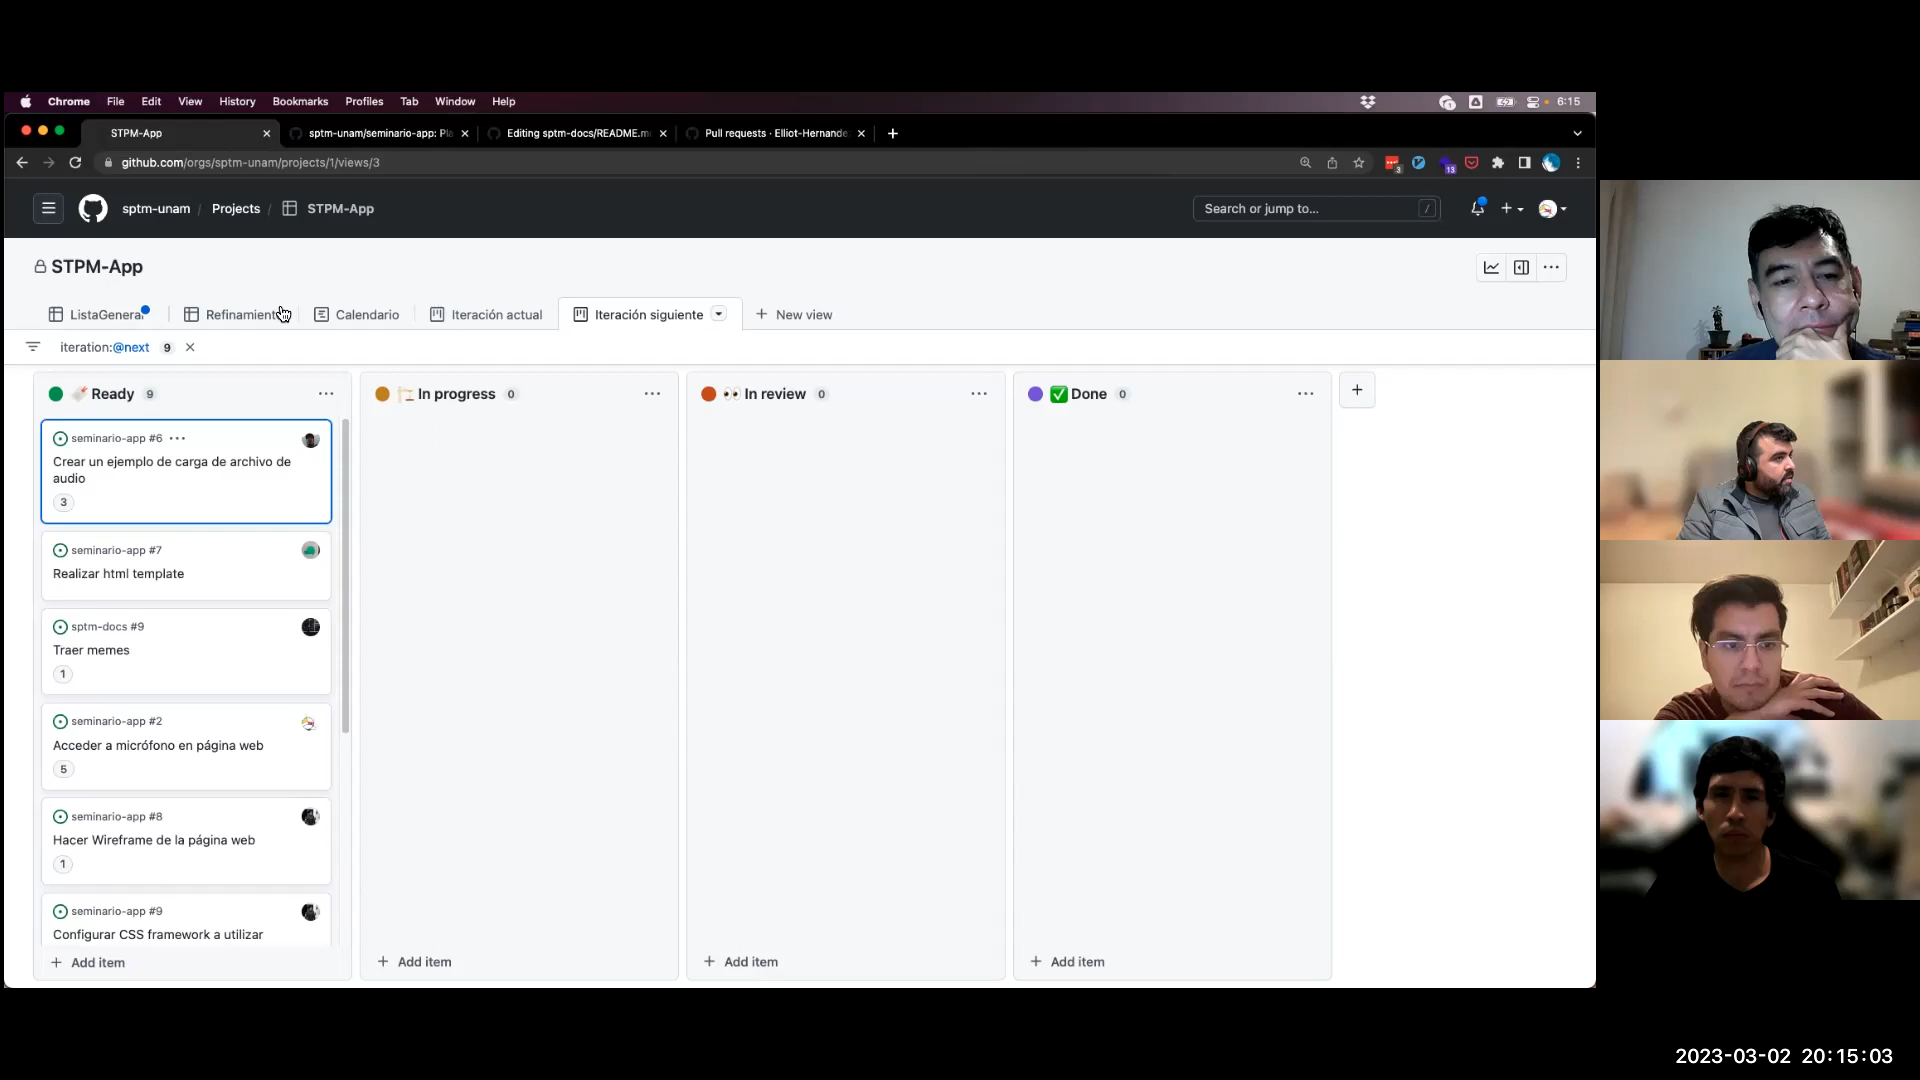 Chrome File Edit View History Bookmarks Profiles Tab Window Help 6:15
STPM-App
sptm-unam/seminario-app: Pla
Editing sptm-docs/README.m
Pull requests · Elliot-Hernande
github.com/orgs/sptm-unam/projects/1/views/3
3
13
sptm-unam / Projects / STPM-App
Search or jump to... /
STPM-App
ListaGeneral
Refinamient
Calendario
Iteración actual
Iteración siguiente
New view
iteration:@next 9
Ready 9
seminario-app #6
Crear un ejemplo de carga de archivo de
audio
3
seminario-app #7
Realizar html template
sptm-docs #9
Traer memes
1
seminario-app #2
Acceder a micrófono en página web
5
seminario-app #8
Hacer Wireframe de la página web
1
seminario-app #9
Configurar CSS framework a utilizar
Add item
In progress 0
Add item
In review 0
Add item
Done 0
Add item
2023-03-02 20:15:03